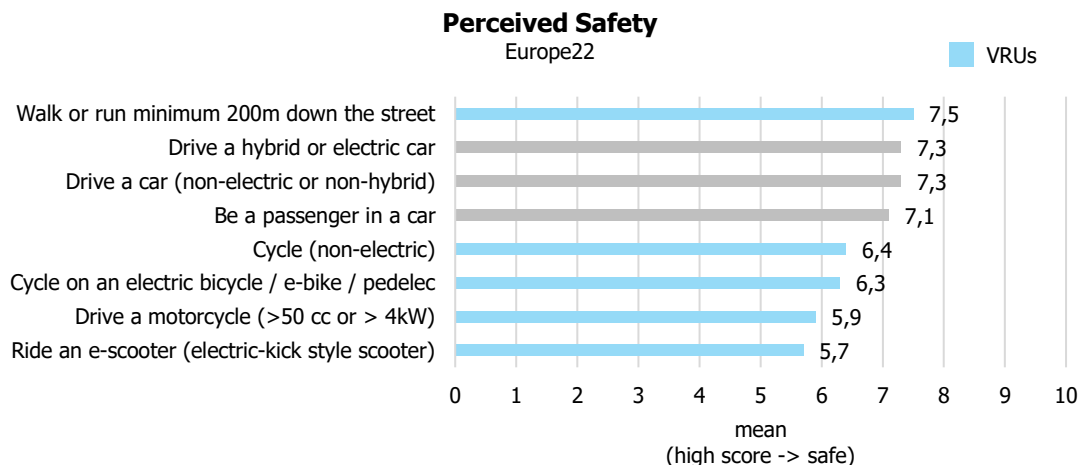 Perceived Safety
Europe22
VRUs
Walk or run minimum 200m down the street 7,5
Drive a hybrid or electric car 7,3
Drive a car (non-electric or non-hybrid) 7,3
Be a passenger in a car 7,1
Cycle (non-electric) 6,4
Cycle on an electric bicycle / e-bike / pedelec 6,3
Drive a motorcycle (>50 cc or > 4kW) 5,9
Ride an e-scooter (electric-kick style scooter) 5,7
0 1 2 3 4 5 6 7 8 9 10
mean
(high score -> safe)